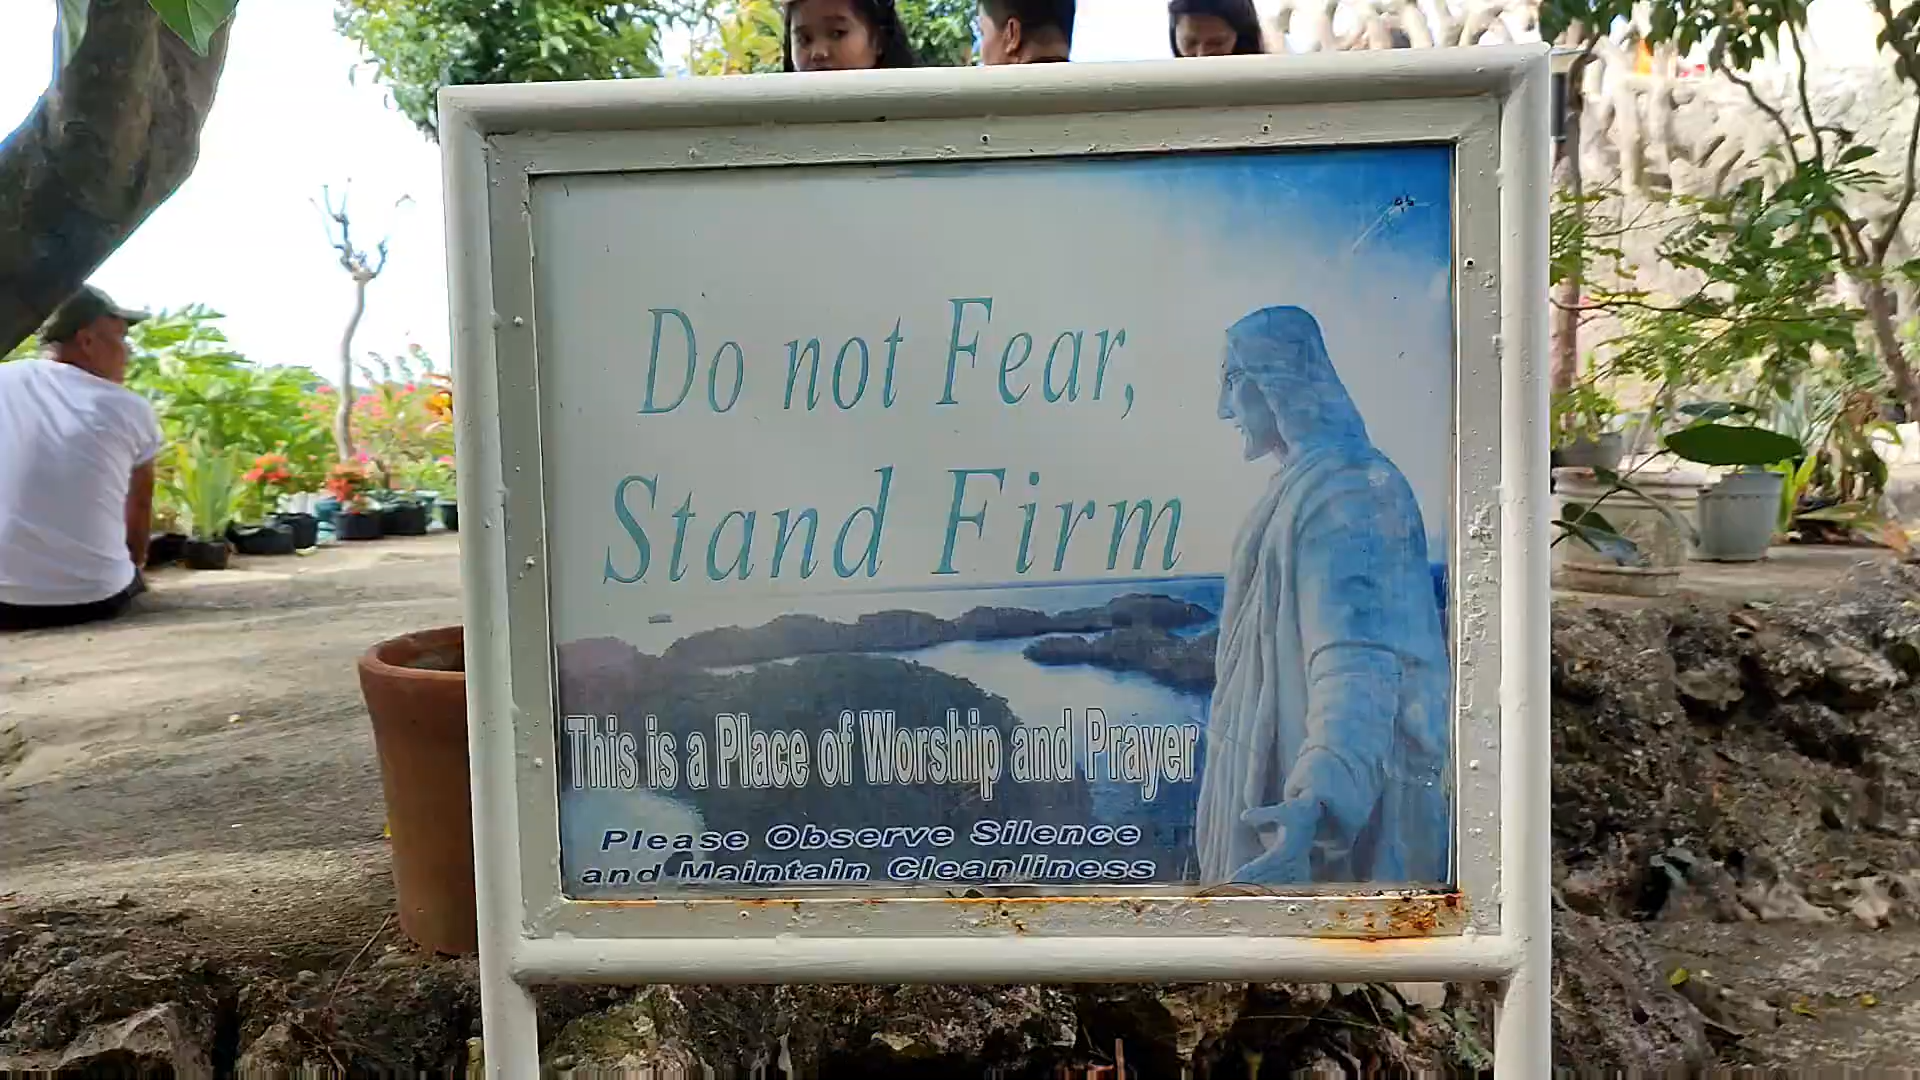 Do not Fear,
Stand Firm
This is a Place of Worship and Prayer
Please Observe Silence
and Maintain Cleanliness